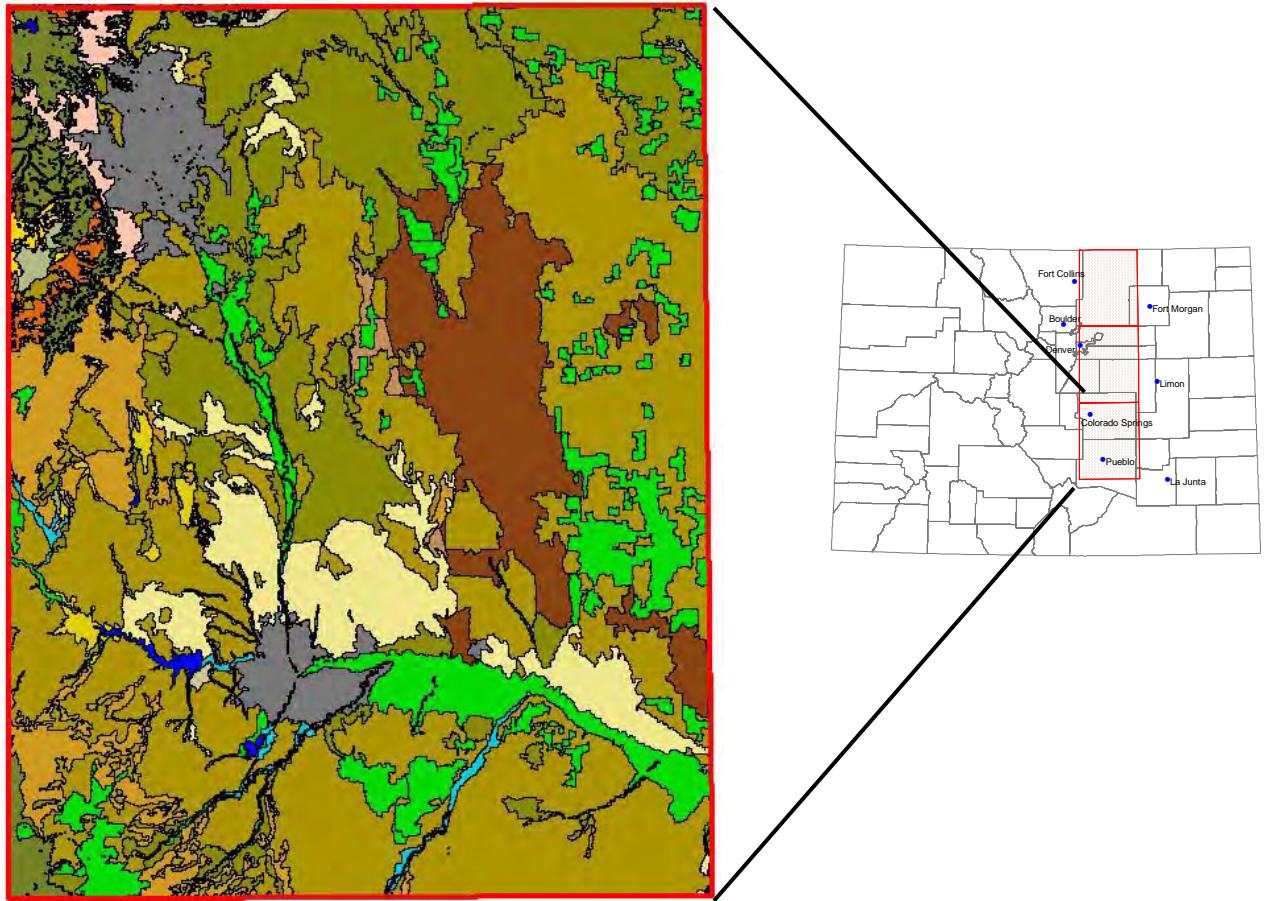 Fort Collins
Fort Morgan
Boulder
Denver
Limon
Colorado Springs
Pueblo
La Junta